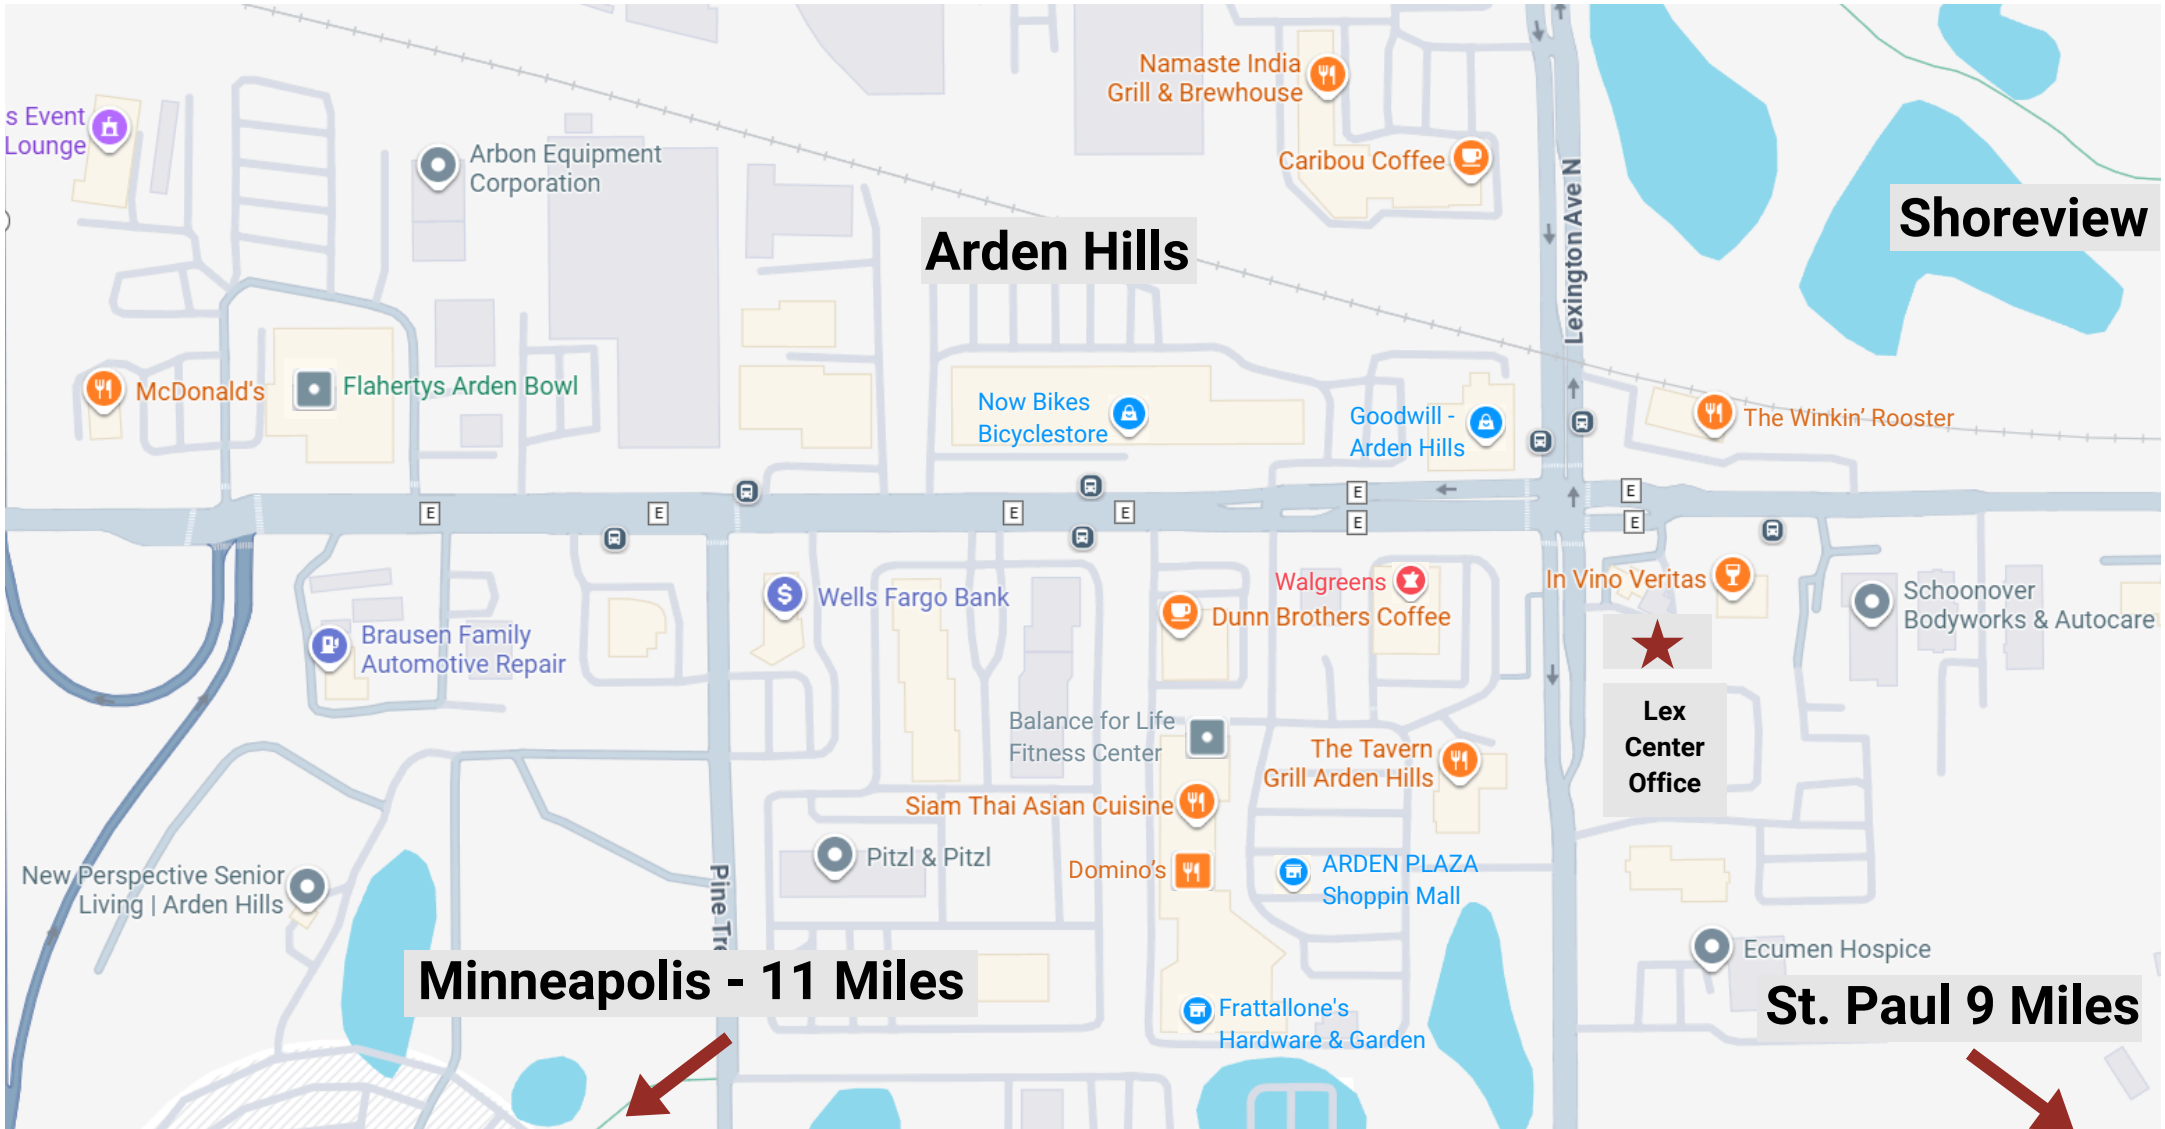 Namaste India
Grill & Brewhouse
s Event
Lounge
Arbon Equipment
Corporation
Caribou Coffee
Lexington Ave N
Shoreview
Arden Hills
McDonald's
Flahertys Arden Bowl
Now Bikes
Bicyclestore
Goodwill -
Arden Hills
The Winkin’ Rooster
E
E
E
E
E
E
E
E
Wells Fargo Bank
Walgreens
Dunn Brothers Coffee
In Vino Veritas
Schoonover
Bodyworks & Autocare
Brausen Family
Automotive Repair
Lex
Center
Office
Balance for Life
Fitness Center
The Tavern
Grill Arden Hills
Siam Thai Asian Cuisine
Pitzl & Pitzl
Domino’s
ARDEN PLAZA
Shoppin Mall
New Perspective Senior
Living | Arden Hills
Pine Tre
Minneapolis - 11 Miles
Ecumen Hospice
St. Paul 9 Miles
Frattallone's
Hardware & Garden